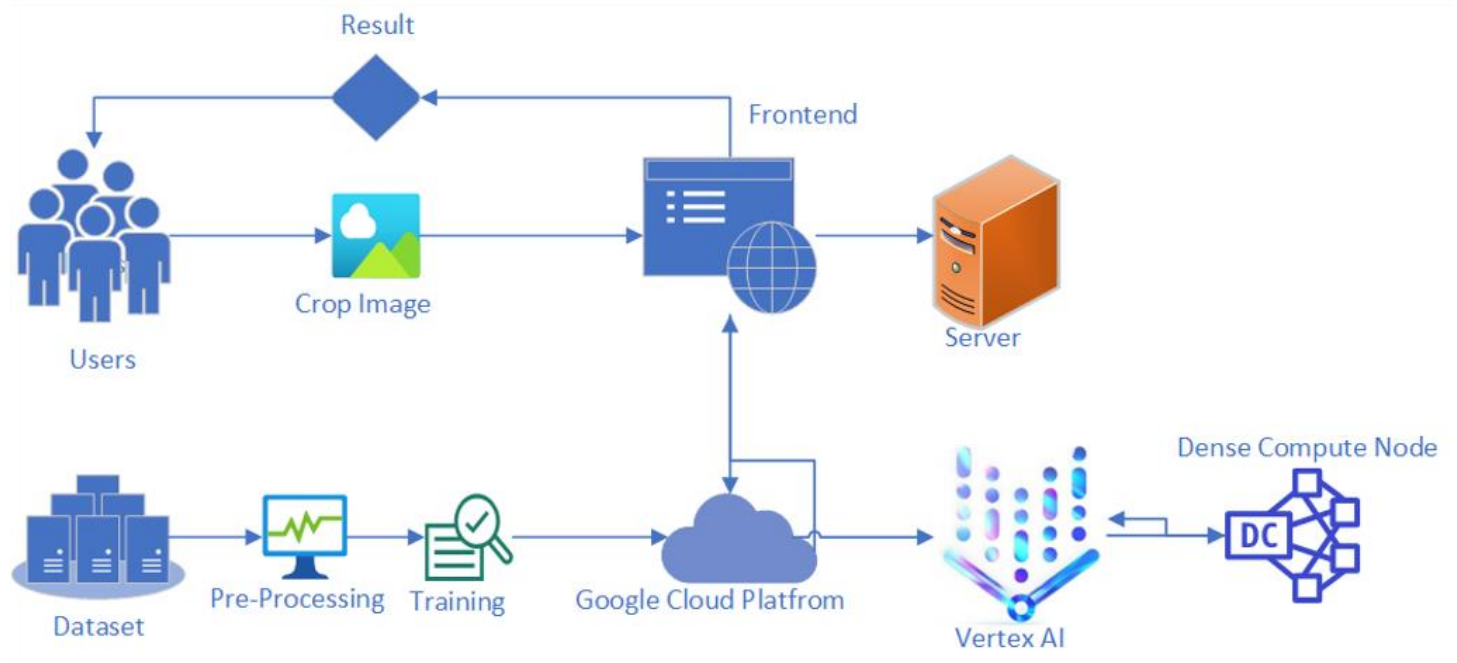 Result
Frontend
Crop Image
Server
Users
Dense Compute Node
DC
Pre-Processing
Training
Google Cloud Platfrom
Dataset
Vertex AI